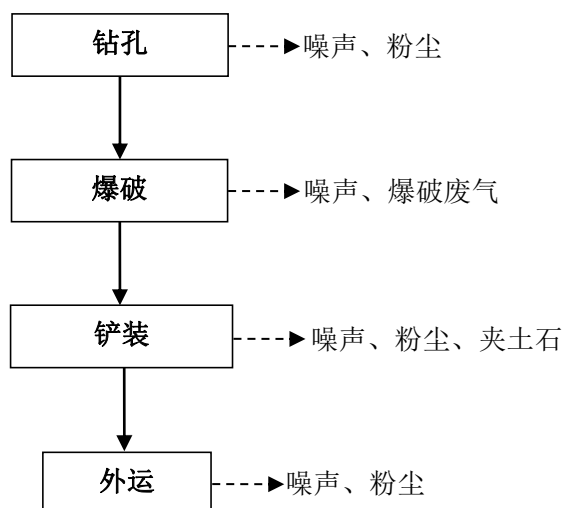 钻孔
噪声、粉尘
爆破
噪声、爆破废气
铲装
噪声、粉尘、夹土石
外运
噪声、粉尘